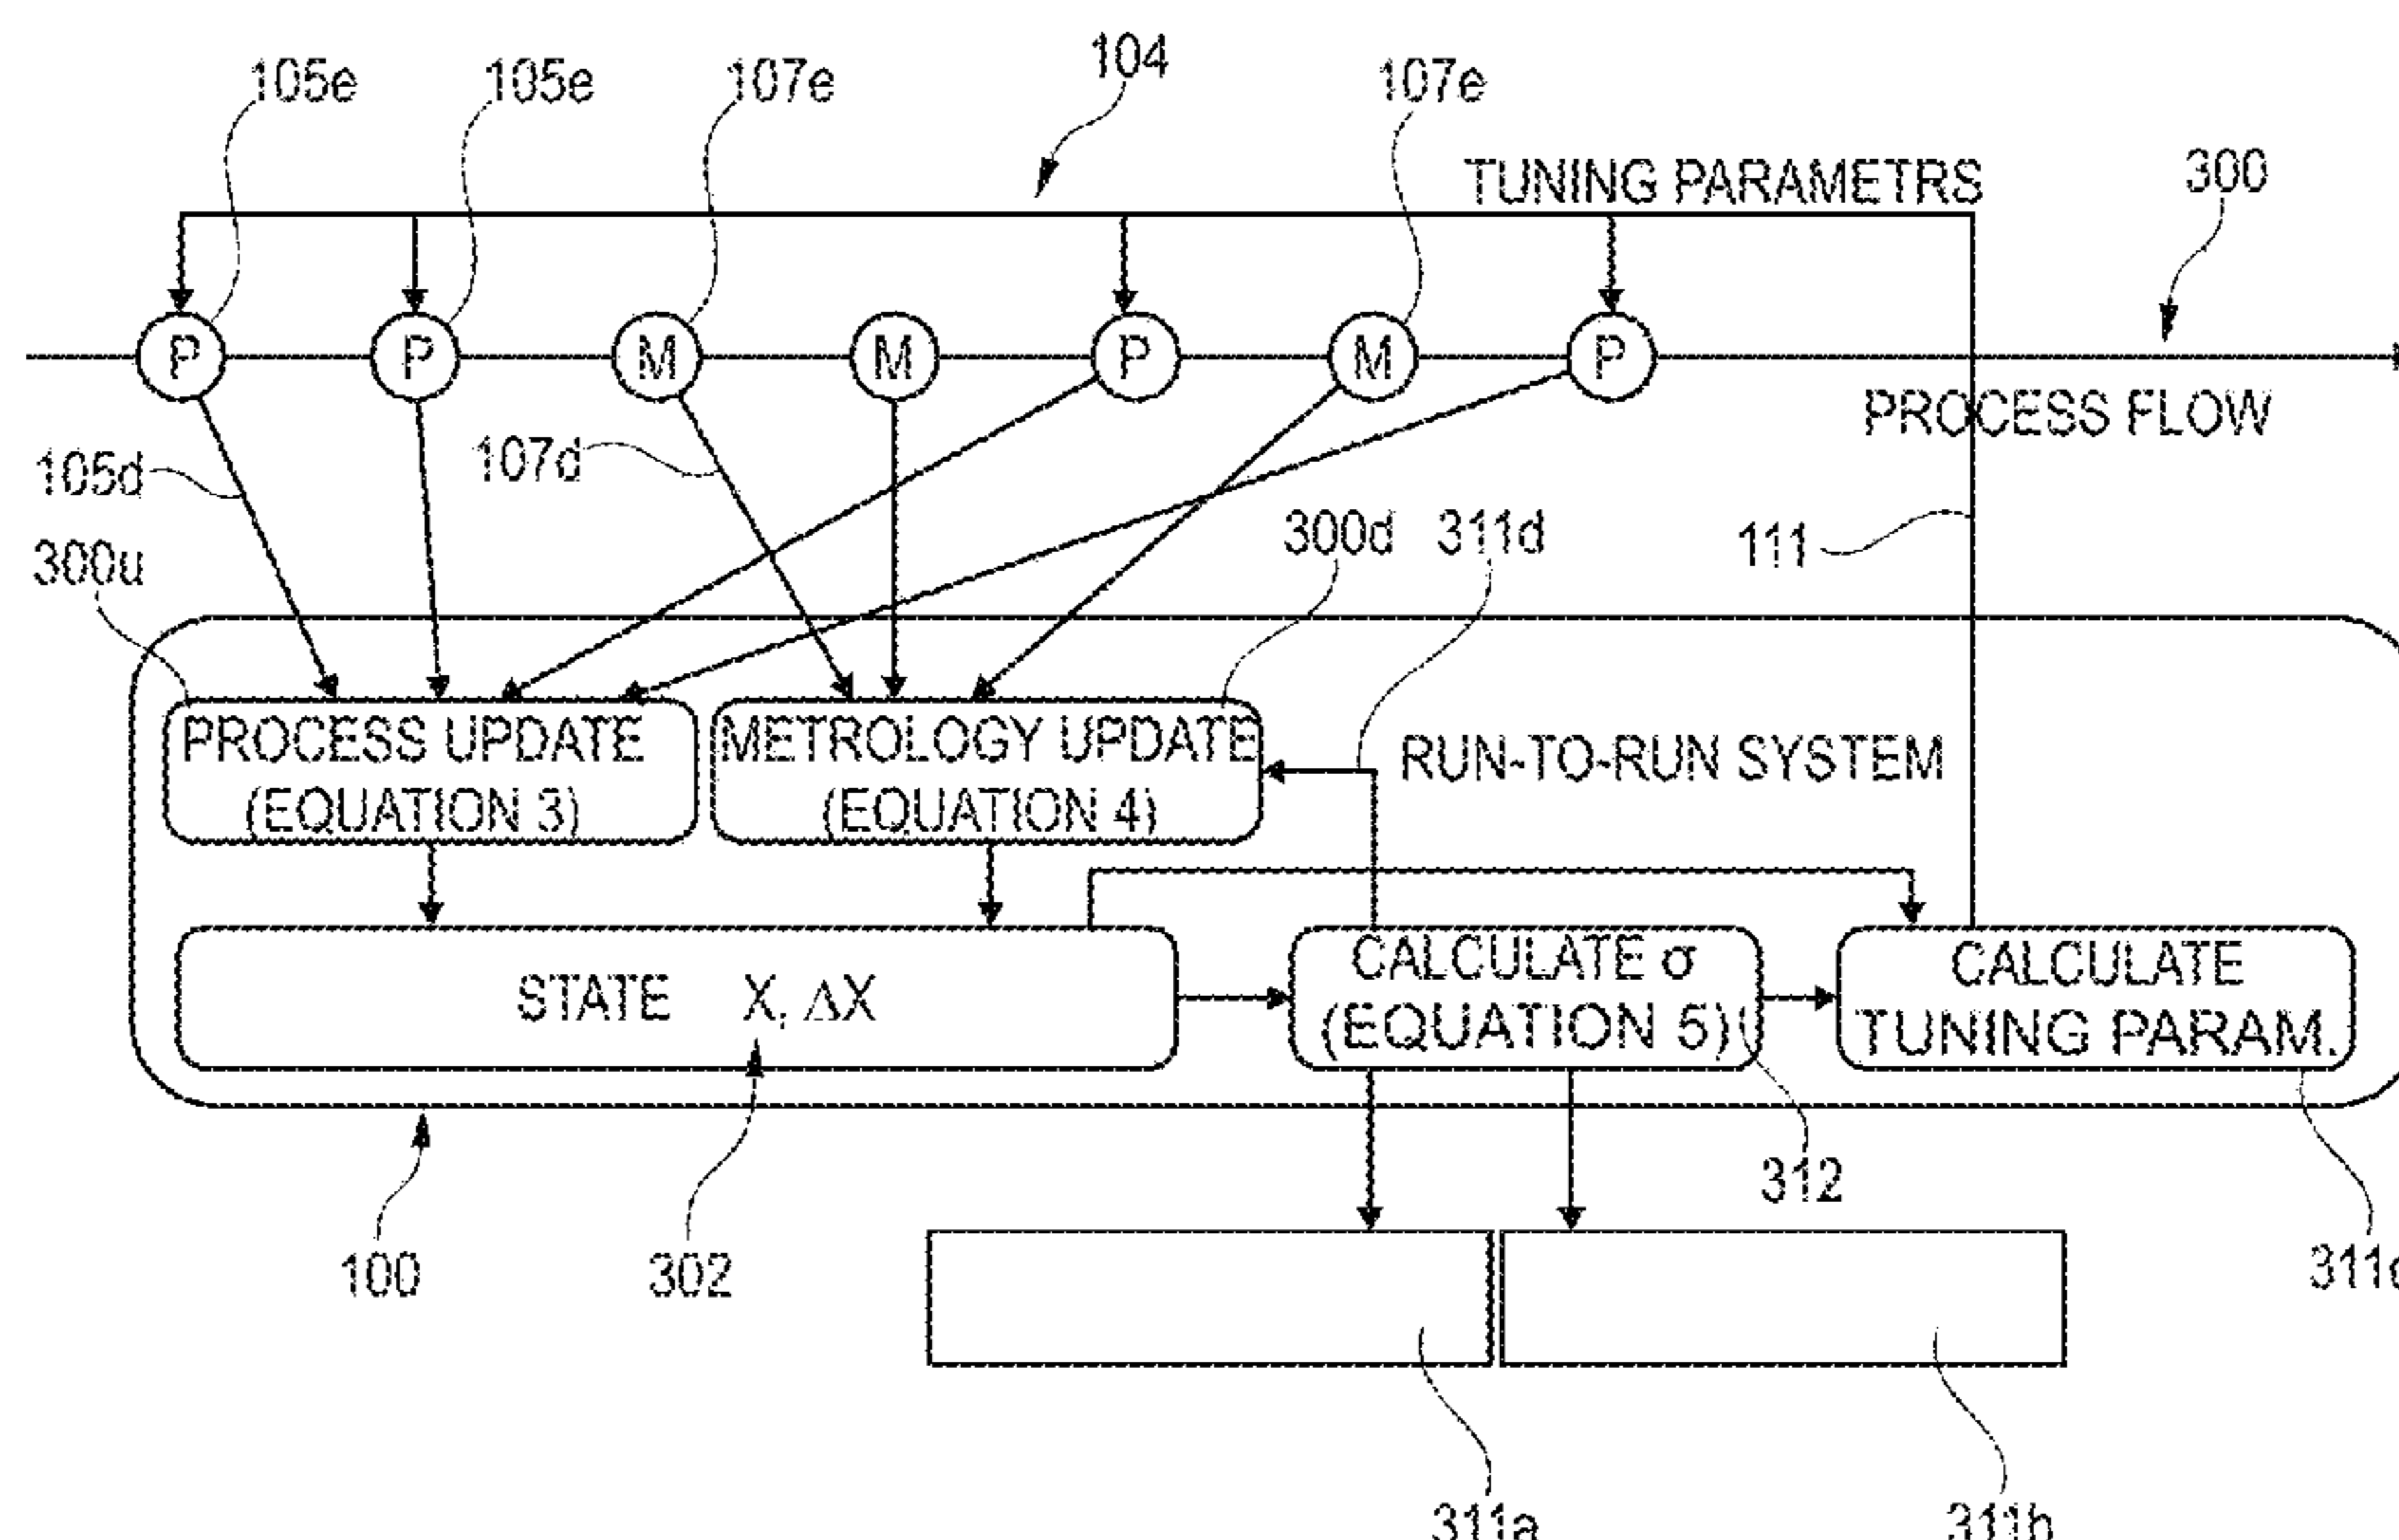 104
105e
105e
107e
107e
TUNING PARAMETRS
300
P
P
M
M
P
M
P
PROCESS FLOW
105d
107d
300u
300d
311d
111
PROCESS UPDATE
(EQUATION 3)
METROLOGY UPDATE
(EQUATION 4)
RUN-TO-RUN SYSTEM
STATE X, ΔX
CALCULATE σ
(EQUATION 5)
CALCULATE
TUNING PARAM.
312
100
302
311a
311b